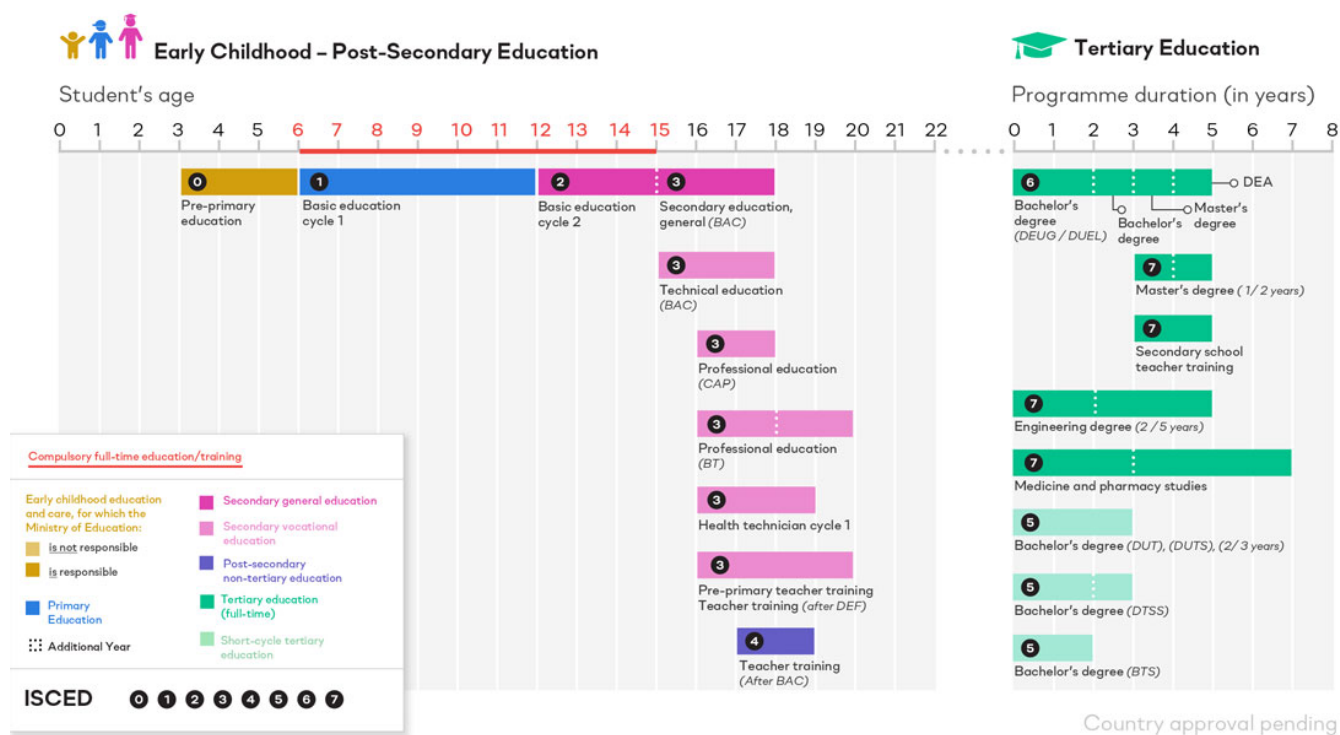 Early Childhood – Post-Secondary Education
Student's age
0 1 2 3 4 5 6 7 8 9 10 11 12 13 14 15 16 17 18 19 20 21 22
0
Pre-primary
education
1
Basic education
cycle 1
2
Basic education
cycle 2
3
Secondary education,
general (BAC)
3
Technical education
(BAC)
3
Professional education
(CAP)
3
Professional education
(BT)
3
Health technician cycle 1
3
Pre-primary teacher training
Teacher training (after DEF)
4
Teacher training
(After BAC)
Tertiary Education
Programme duration (in years)
0 1 2 3 4 5 6 7 8
6
DEA
Bachelor's
degree
(DEUG / DUEL)
Bachelor's
degree
Master's
degree
7
Master's degree (1/ 2 years)
7
Secondary school
teacher training
7
Engineering degree (2 / 5 years)
7
Medicine and pharmacy studies
5
Bachelor's degree (DUT), (DUTS), (2/ 3 years)
5
Bachelor's degree (DTSS)
5
Bachelor's degree (BTS)
Compulsory full-time education/training
Early childhood education
and care, for which the
Ministry of Education:
is not responsible
is responsible
Primary
Education
Additional Year
Secondary general education
Secondary vocational
education
Post-secondary
non-tertiary education
Tertiary education
(full-time)
Short-cycle tertiary
education
ISCED 0 1 2 3 4 5 6 7
Country approval pending